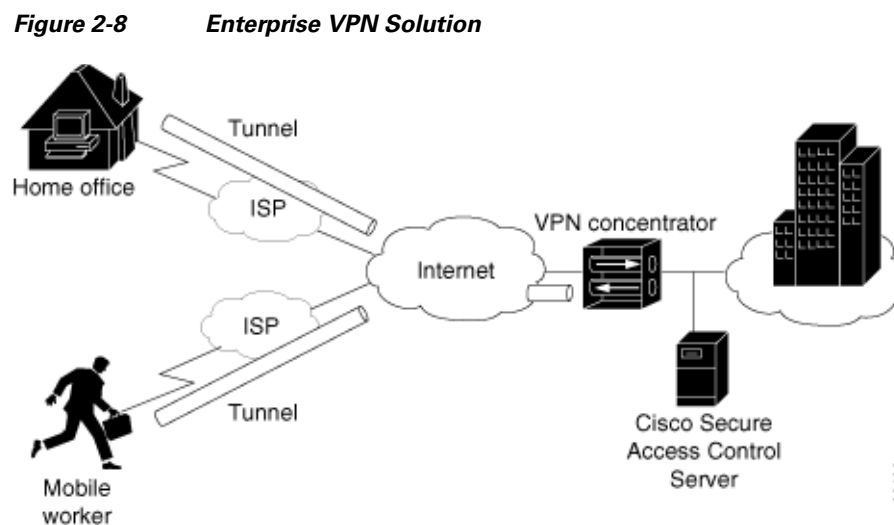 Figure 2-8 Enterprise VPN Solution
Tunnel
Home office
ISP
VPN concentrator
Internet
ISP
Tunnel
Cisco Secure
Access Control
Server
Mobile
worker